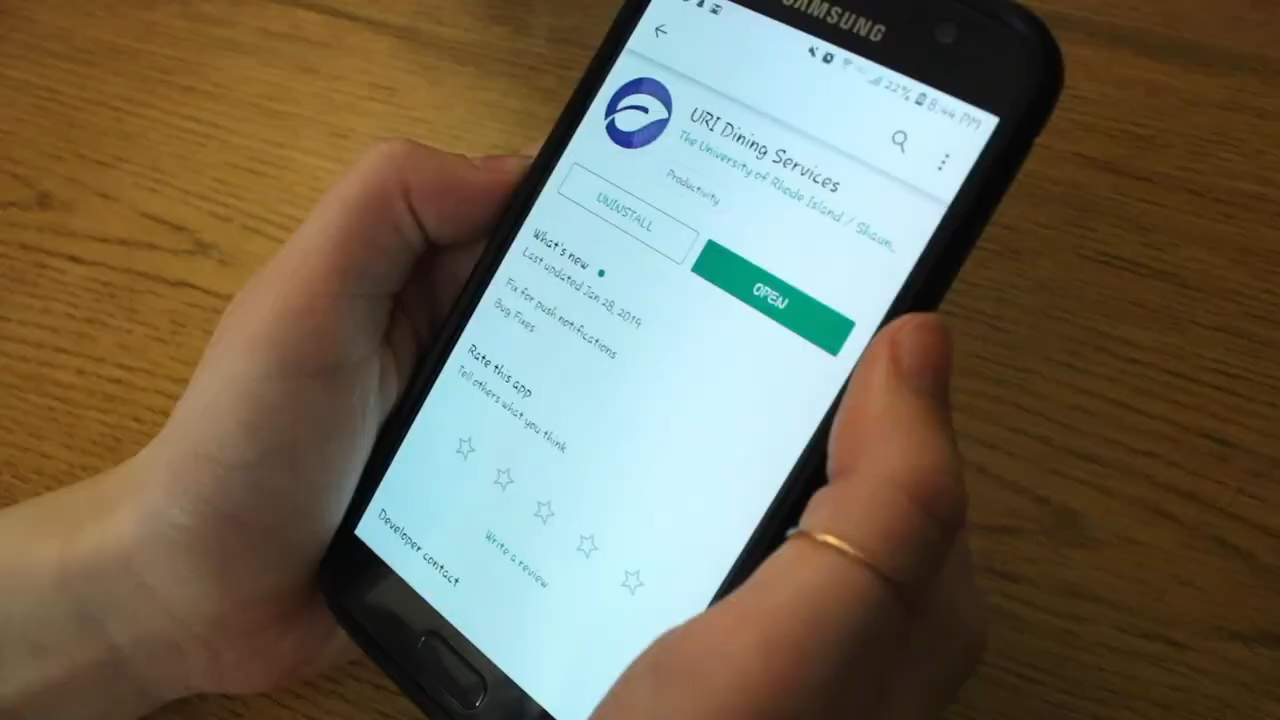 SAMSUNG
22% 8:44 PM
URI Dining Services
The University of Rhode Island / Shaun...
Productivity
UNINSTALL
OPEN
What's new
Last updated Jan 28, 2019
Fix for push notifications
Bug Fixes
Rate this app
Tell others what you think
Write a review
Developer contact